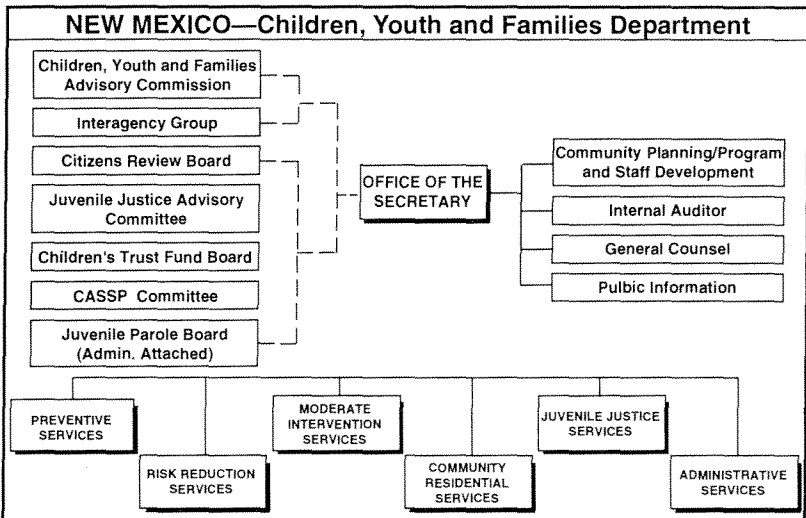 NEW MEXICO—Children, Youth and Families Department
Children, Youth and Families
Advisory Commission
Interagency Group
Citizens Review Board
Juvenile Justice Advisory
Committee
Children's Trust Fund Board
CASSP Committee
Juvenile Parole Board
(Admin. Attached)
OFFICE OF THE
SECRETARY
Community Planning/Program
and Staff Development
Internal Auditor
General Counsel
Pulbic Information
PREVENTIVE
SERVICES
RISK REDUCTION
SERVICES
MODERATE
INTERVENTION
SERVICES
COMMUNITY
RESIDENTIAL
SERVICES
JUVENILE JUSTICE
SERVICES
ADMINISTRATIVE
SERVICES